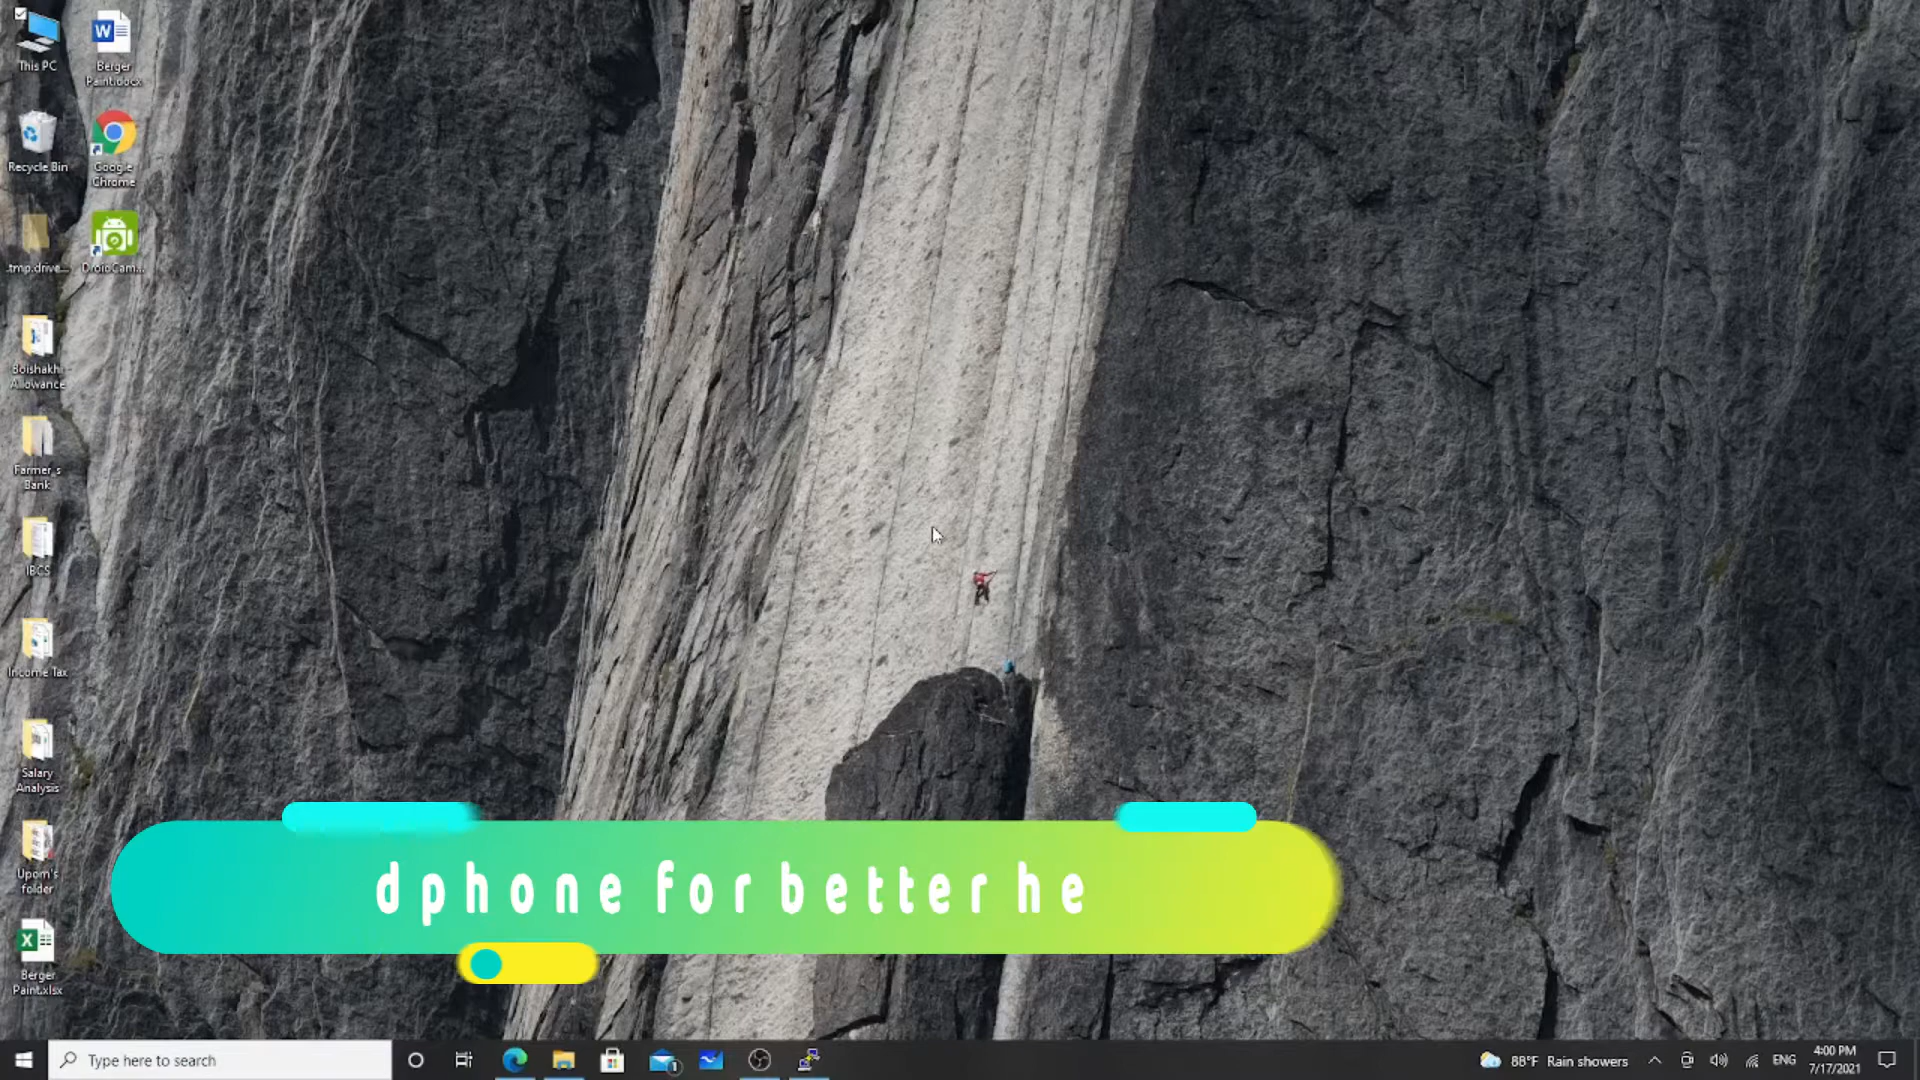 This PC
Berger
Paint.docx
Recycle Bin
Google
Chrome
.tmp.drive...
DroidCam...
Boishakhi
Allowance
Farmer_s
Bank
IBCS
Income Tax
Salary
Analysis
Upom's
folder
Berger
Paint.xlsx
dphone for better he
Type here to search
1
88°F Rain showers
ENG
4:00 PM
7/17/2021